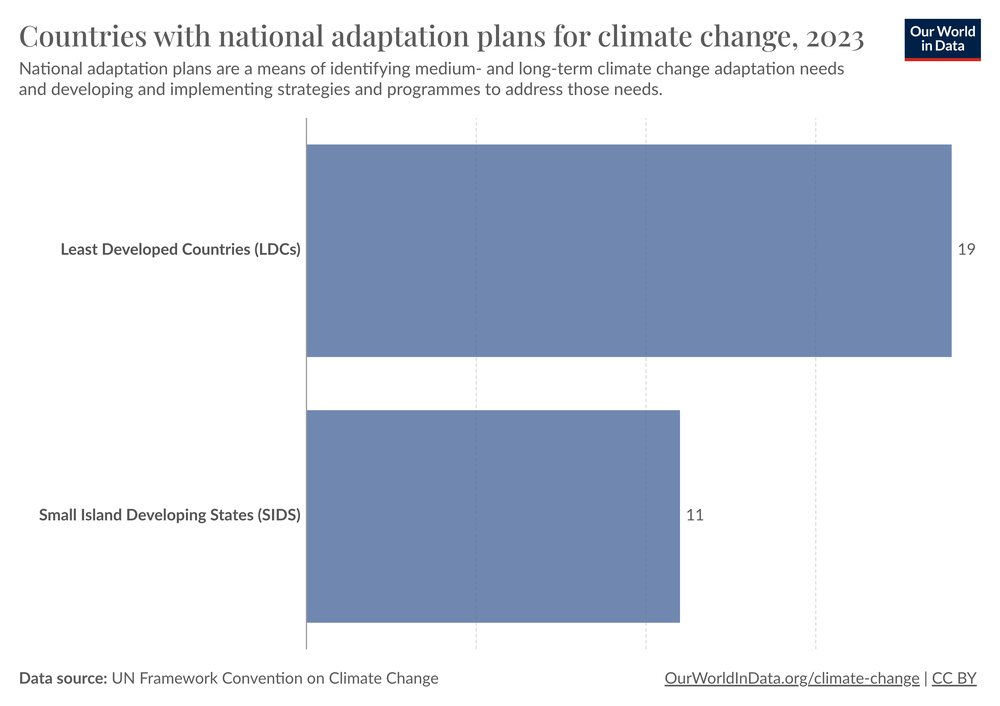 Countries with national adaptation plans for climate change, 2023
Our World
in Data
National adaptation plans are a means of identifying medium- and long-term climate change adaptation needs
and developing and implementing strategies and programmes to address those needs.
Least Developed Countries (LDCs)
19
Small Island Developing States (SIDS)
11
Data source: UN Framework Convention on Climate Change
OurWorldInData.org/climate-change | CC BY